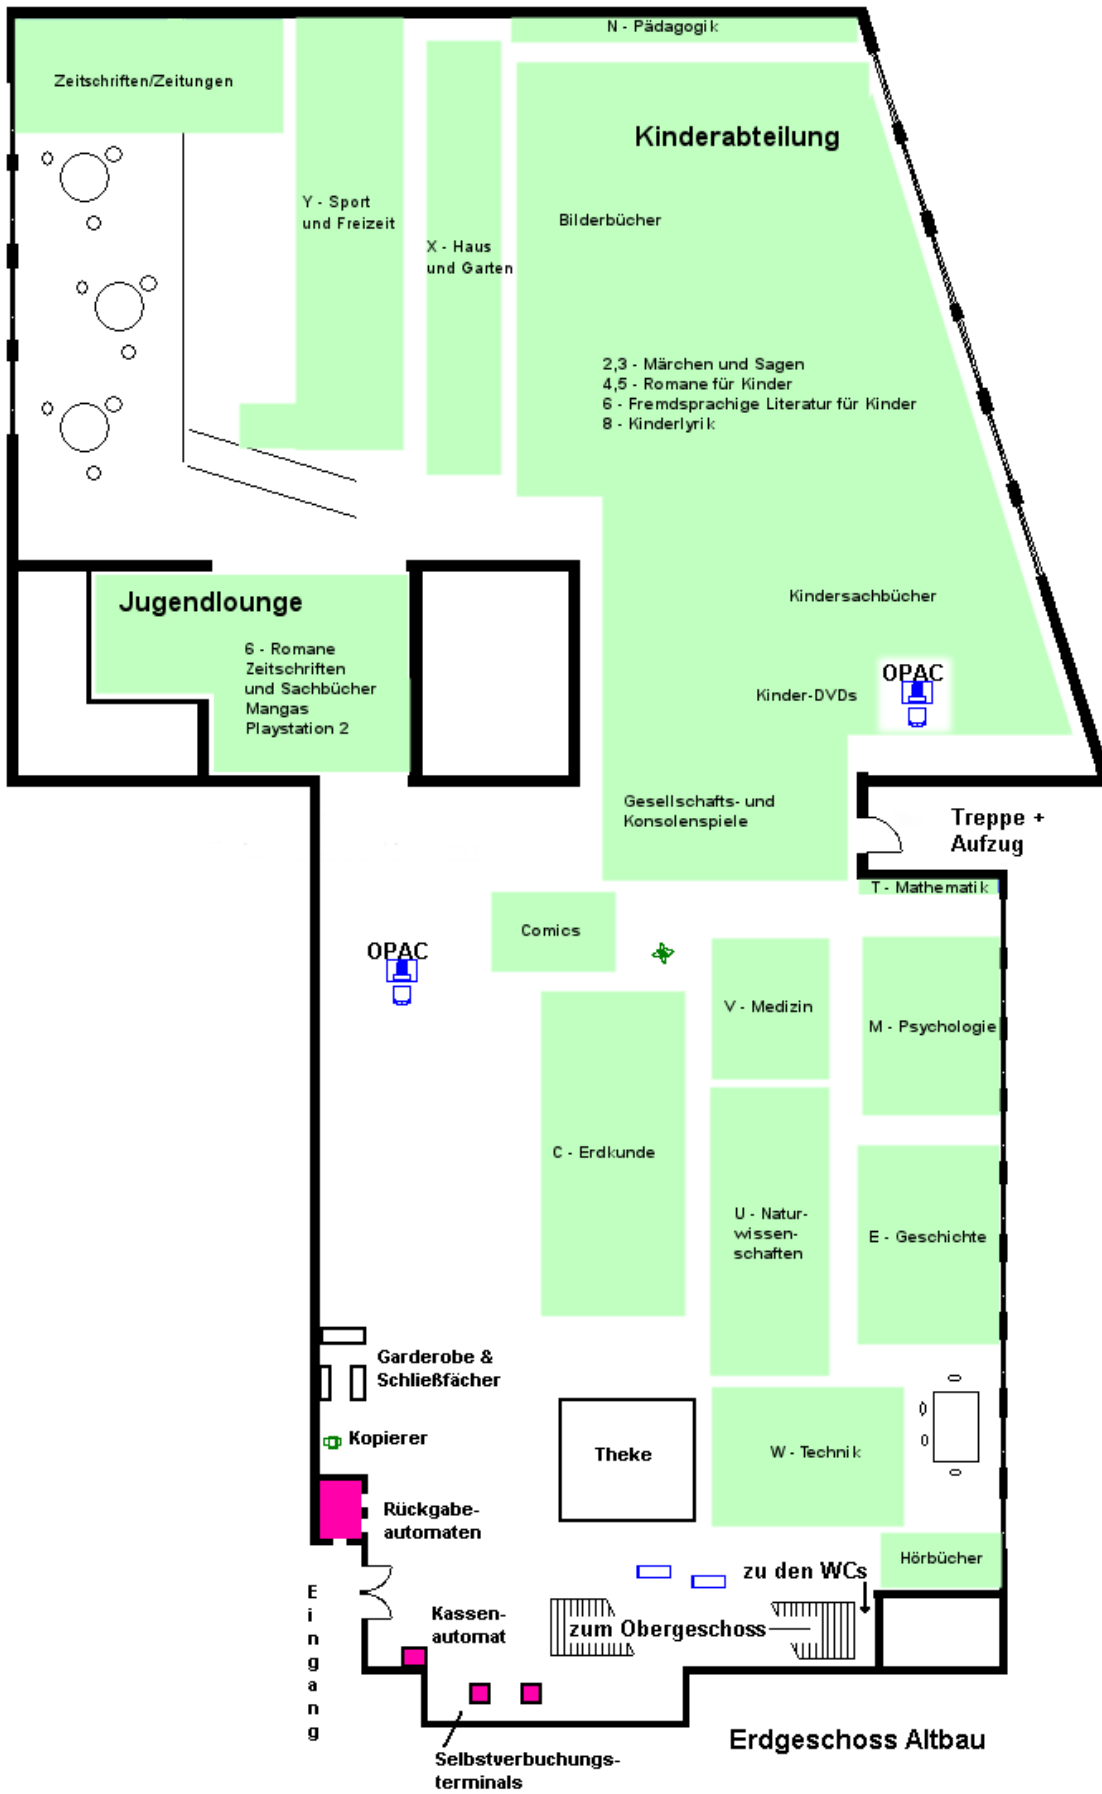 N - Pädagogik
Zeitschriften/Zeitungen
Kinderabteilung
Y - Sport
und Freizeit
X - Haus
und Garten
Bilderbücher
2,3 - Märchen und Sagen
4,5 - Romane für Kinder
6 - Fremdsprachige Literatur für Kinder
8 - Kinderlyrik
Jugendlounge
6 - Romane
Zeitschriften
und Sachbücher
Mangas
Playstation 2
Kindersachbücher
OPAC
Kinder-DVDs
Gesellschafts- und
Konsolenspiele
Treppe +
Aufzug
T - Mathematik
Comics
OPAC
V - Medizin
M - Psychologie
C - Erdkunde
U - Natur-
wissen-
schaften
E - Geschichte
Garderobe &
Schließfächer
Kopierer
Theke
W - Technik
Rückgabe-
automaten
Hörbücher
zu den WCs
Eingang
Kassen-
automat
zum Obergeschoss
Selbstverbuchungs-
terminals
Erdgeschoss Altbau